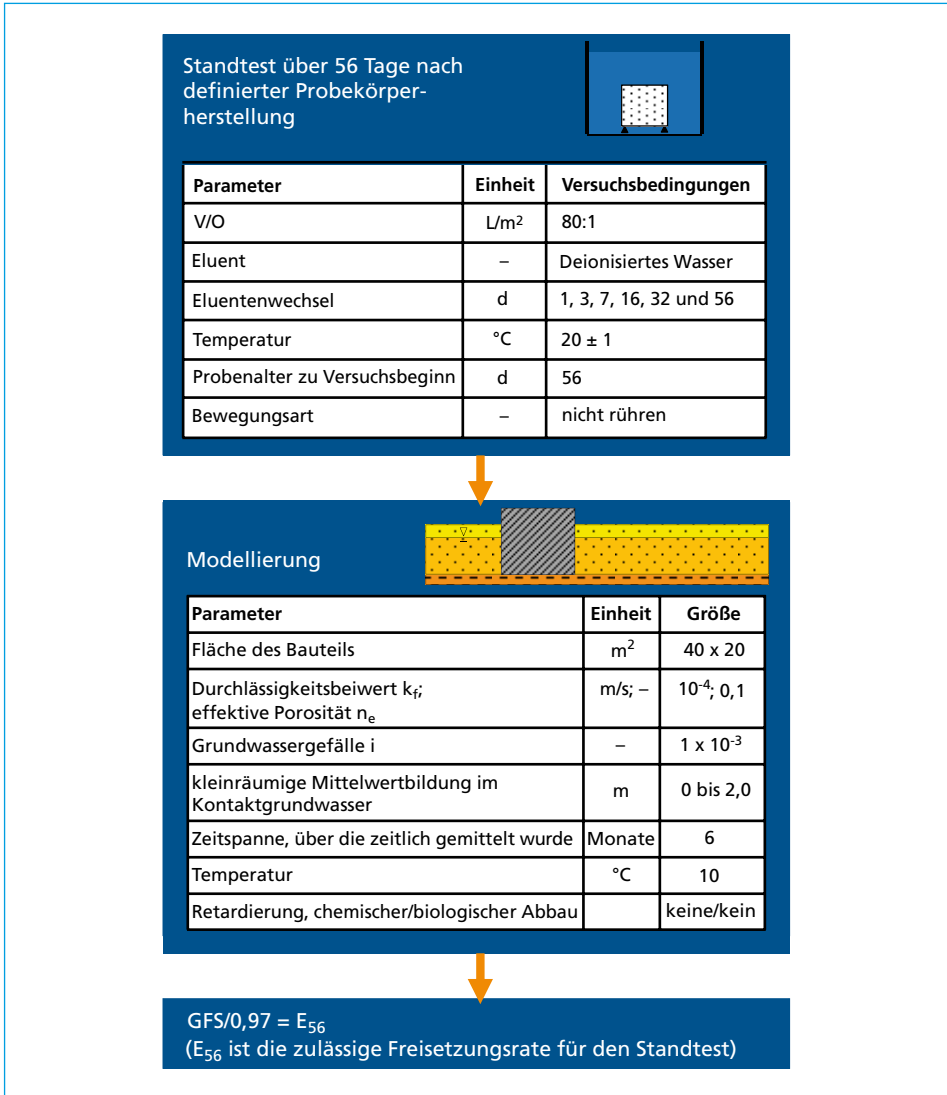 Standtest über 56 Tage nach
definierter Probekörper-
herstellung
Parameter Einheit Versuchsbedingungen
V/O L/m² 80:1
Eluent – Deionisiertes Wasser
Eluentenwechsel d 1, 3, 7, 16, 32 und 56
Temperatur °C 20 ± 1
Probenalter zu Versuchsbeginn d 56
Bewegungsart – nicht rühren
Modellierung
Parameter Einheit Größe
Fläche des Bauteils m² 40 x 20
Durchlässigkeitsbeiwert k_f; m/s; – 10⁻⁴; 0,1
effektive Porosität n_e
Grundwassergefälle i – 1 x 10⁻³
kleinräumige Mittelwertbildung im m 0 bis 2,0
Kontaktgrundwasser
Zeitspanne, über die zeitlich gemittelt wurde Monate 6
Temperatur °C 10
Retardierung, chemischer/biologischer Abbau keine/kein
GFS/0,97 = E₅₆
(E₅₆ ist die zulässige Freisetzungsrate für den Standtest)